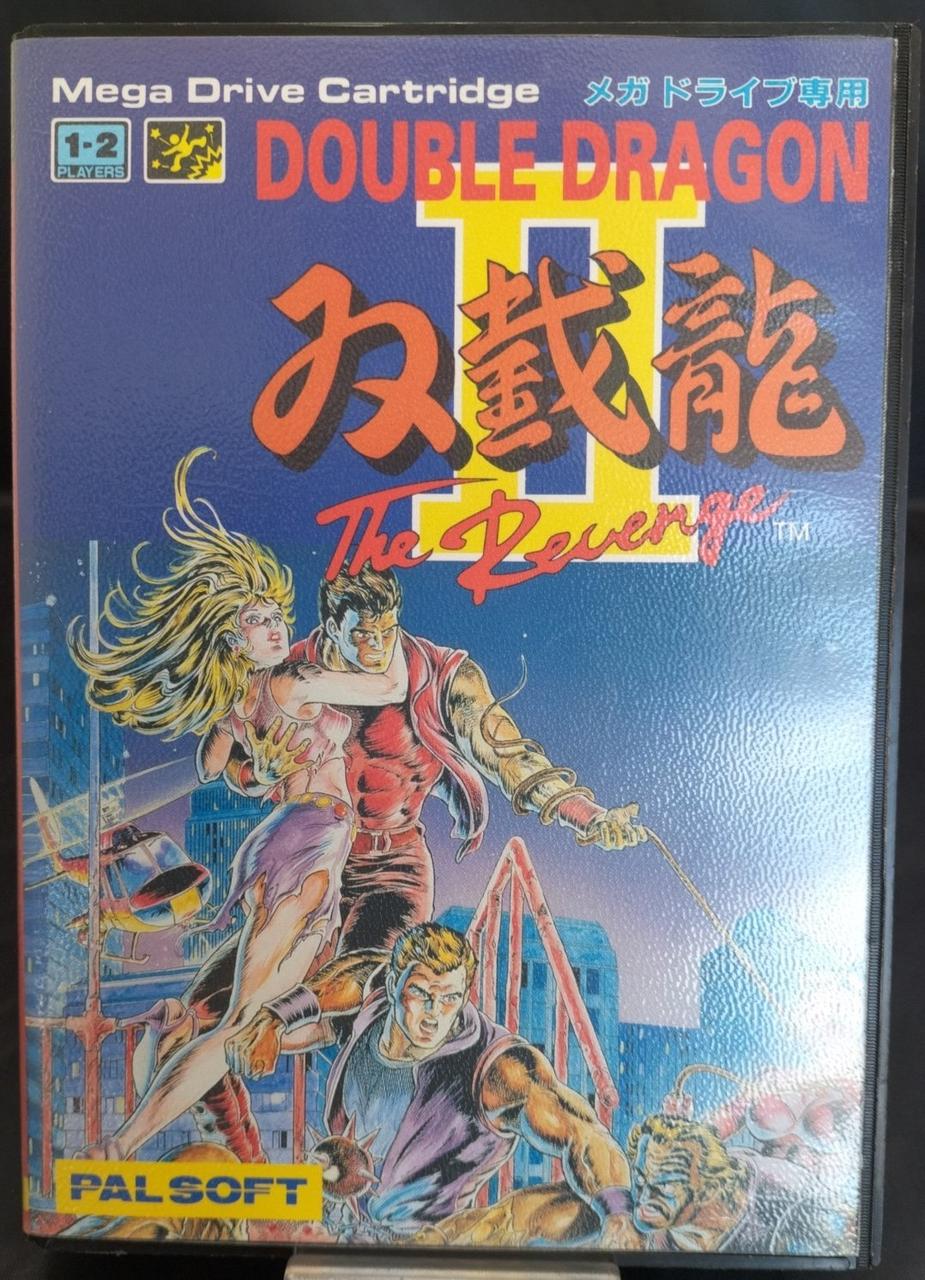 Mega Drive Cartridge メガドライブ専用
1-2
PLAYERS
DOUBLE DRAGON
II
双截龍
The Revenge TM
PALSOFT